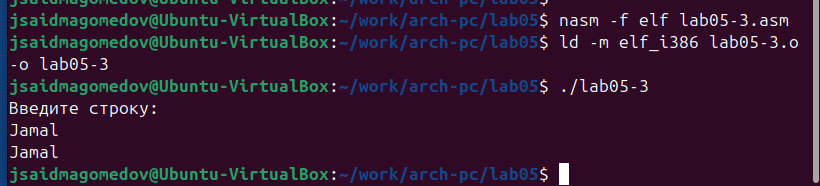 jsaidmagomedov@Ubuntu-VirtualBox:~/work/arch-pc/lab05$ nasm -f elf lab05-3.asm
jsaidmagomedov@Ubuntu-VirtualBox:~/work/arch-pc/lab05$ ld -m elf_i386 lab05-3.o
-o lab05-3
jsaidmagomedov@Ubuntu-VirtualBox:~/work/arch-pc/lab05$ ./lab05-3
Введите строку:
Jamal
Jamal
jsaidmagomedov@Ubuntu-VirtualBox:~/work/arch-pc/lab05$